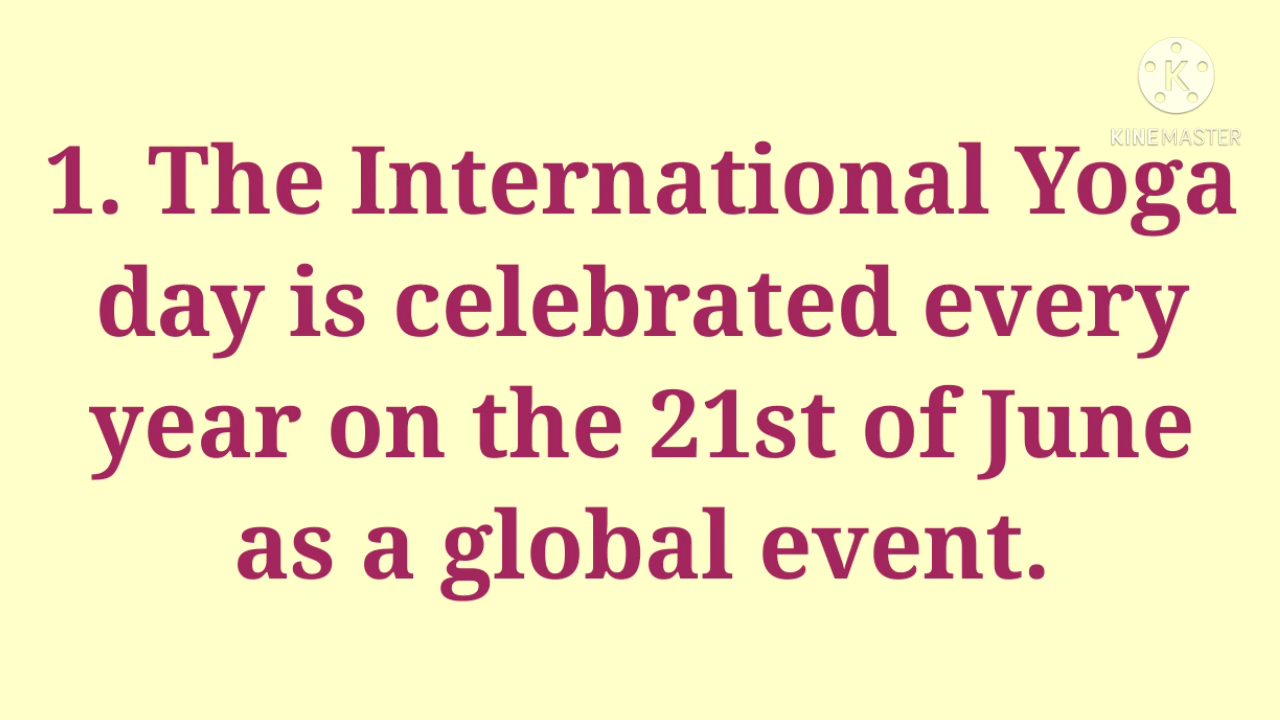 K
KINEMASTER
1. The International Yoga
day is celebrated every
year on the 21st of June
as a global event.